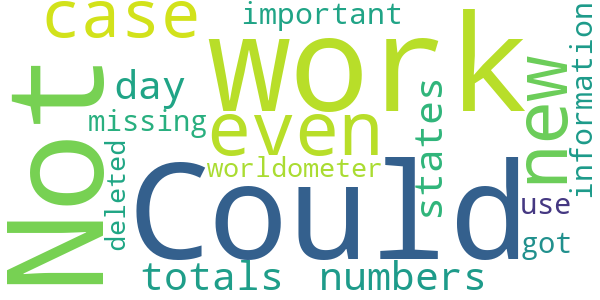 case
important
work
Not
day
new
information
missing
even
states
deleted
worldometer
Could
use
got
totals
numbers